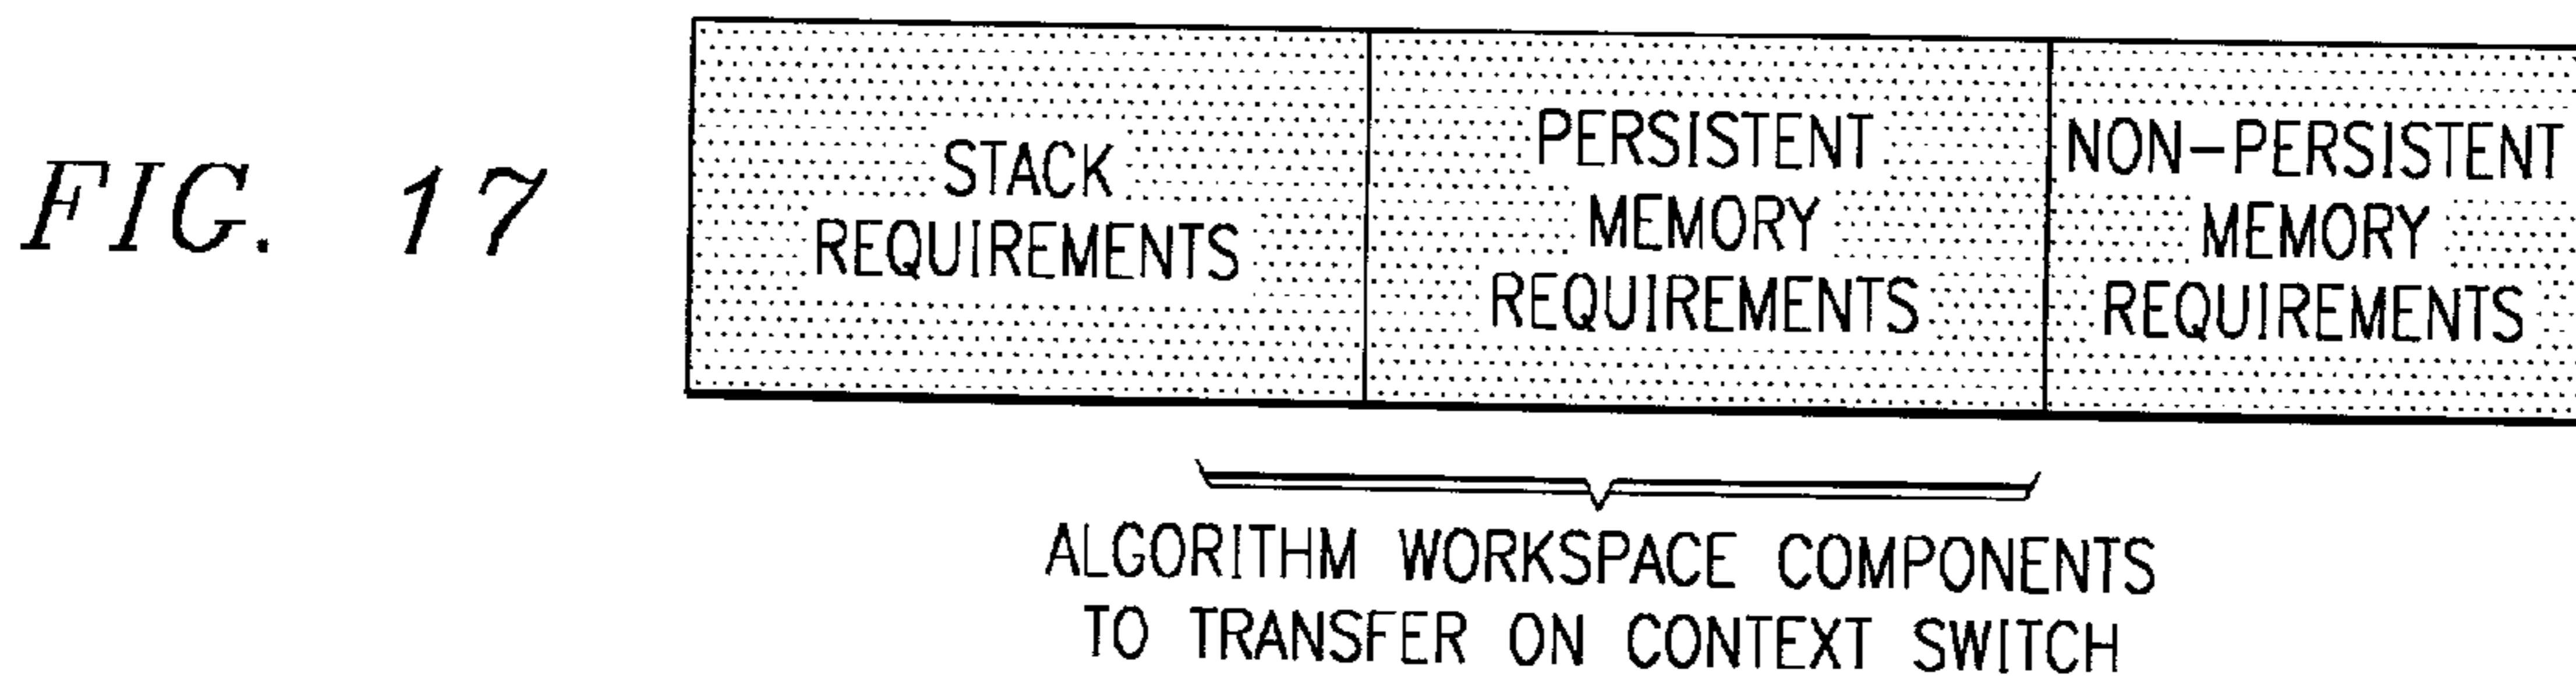 FIG. 17
STACK
REQUIREMENTS
PERSISTENT
MEMORY
REQUIREMENTS
NON-PERSISTENT
MEMORY
REQUIREMENTS
ALGORITHM WORKSPACE COMPONENTS
TO TRANSFER ON CONTEXT SWITCH